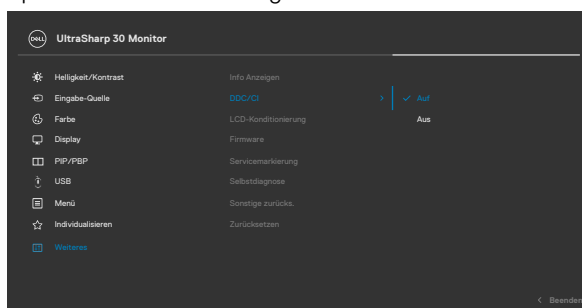 DELL UltraSharp 30 Monitor
Helligkeit/Kontrast Info Anzeigen
Eingabe-Quelle DDC/CI Auf
Farbe LCD-Konditionierung Aus
Display Firmware
PIP/PBP Servicemarkierung
USB Selbstdiagnose
Menü Sonstige zurücks.
Individualisieren Zurücksetzen
Weiteres
Beenden